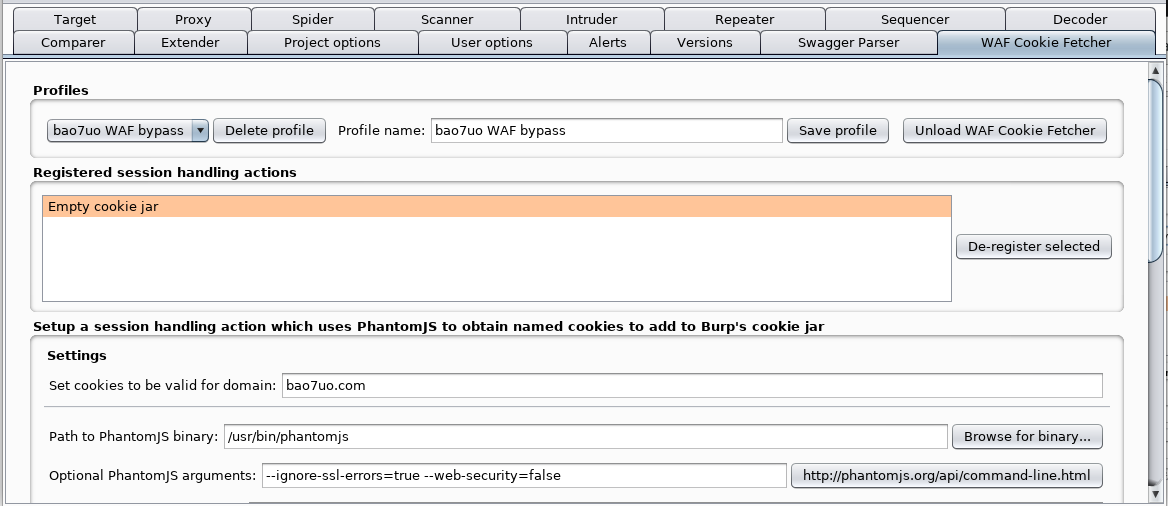 Target Proxy Spider Scanner Intruder Repeater Sequencer Decoder
Comparer Extender Project options User options Alerts Versions Swagger Parser WAF Cookie Fetcher
Profiles
bao7uo WAF bypass Delete profile Profile name: bao7uo WAF bypass Save profile Unload WAF Cookie Fetcher
Registered session handling actions
Empty cookie jar
De-register selected
Setup a session handling action which uses PhantomJS to obtain named cookies to add to Burp's cookie jar
Settings
Set cookies to be valid for domain: bao7uo.com
Path to PhantomJS binary: /usr/bin/phantomjs Browse for binary...
Optional PhantomJS arguments: --ignore-ssl-errors=true --web-security=false http://phantomjs.org/api/command-line.html